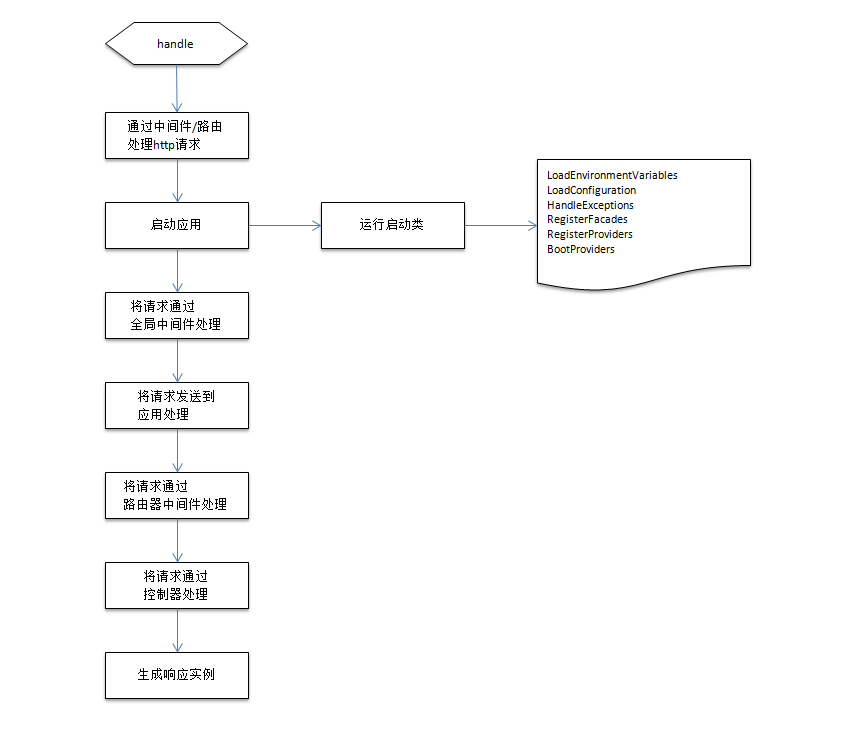 handle
通过中间件/路由
处理http请求
启动应用
运行启动类
LoadEnvironmentVariables
LoadConfiguration
HandleExceptions
RegisterFacades
RegisterProviders
BootProviders
将请求通过
全局中间件处理
将请求发送到
应用处理
将请求通过
路由器中间件处理
将请求通过
控制器处理
生成响应实例